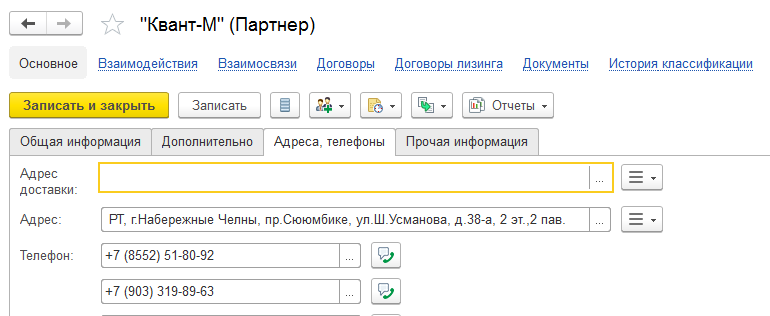 "Квант-М" (Партнер)
Основное Взаимодействия Взаимосвязи Договоры Договоры лизинга Документы История классификации
Записать и закрыть Записать Отчеты
Общая информация Дополнительно Адреса, телефоны Прочая информация
Адрес
доставки: ...
Адрес: РТ, г.Набережные Челны, пр.Сююмбике, ул.Ш.Усманова, д.38-а, 2 эт.,2 пав. ...
Телефон: +7 (8552) 51-80-92 ...
+7 (903) 319-89-63 ...